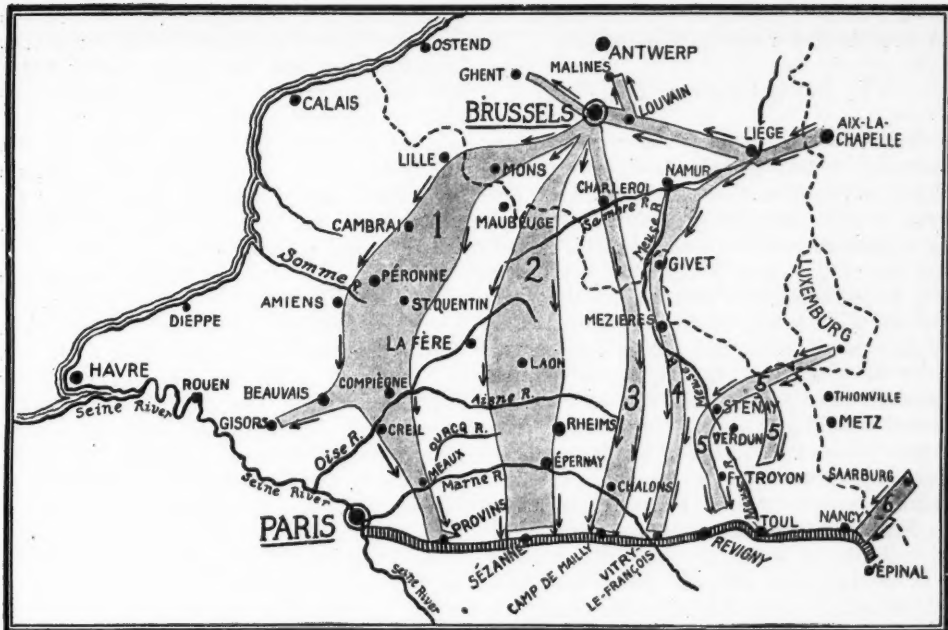 OSTEND
ANTWERP
GHENT
MALINES
CALAIS
BRUSSELS
LOUVAIN
LIÉGE
AIX-LA-
CHAPELLE
LILLE
MONS
CHARLEROI
NAMUR
Sambre R.
CAMBRAI
1
MAUBEUGE
Meuse R.
2
GIVET
Somme R.
PÉRONNE
AMIENS
ST QUENTIN
MEZIÈRES
LUXEMBURG
DIEPPE
LA FÈRE
HAVRE
ROUEN
LAON
Seine River
BEAUVAIS
COMPIÈGNE
Aisne R.
3
4
Meuse R.
5
STENAY
THIONVILLE
GISORS
CREIL
OURCQ R.
RHEIMS
VERDUN
5
METZ
Oise R.
5
MEAUX
ÉPERNAY
FT. TROYON
SAARBURG
Seine River
Marne R.
CHALONS
Meuse R.
6
PARIS
PROVINS
SÉZANNE
CAMP DE MAILLY
VITRY-
LE-FRANÇOIS
REVIGNY
TOUL
NANCY
ÉPINAL
Seine River